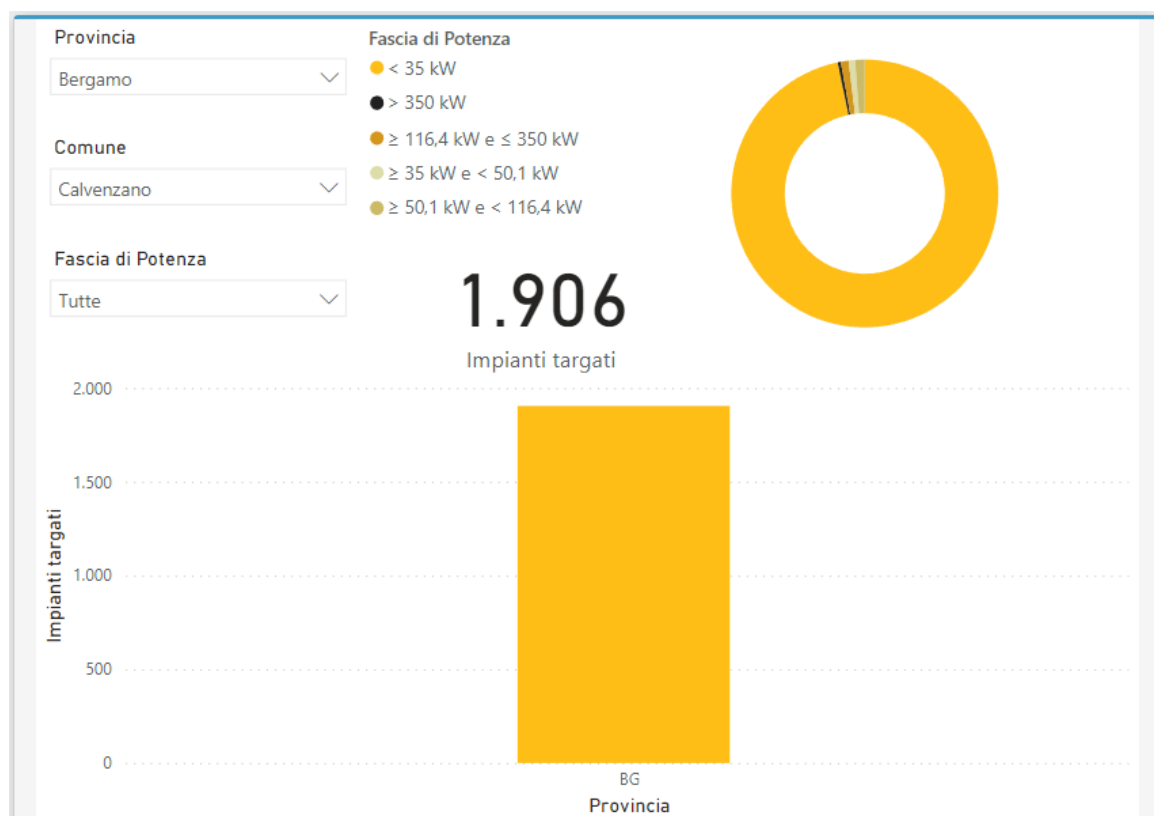 Provincia
Bergamo
Comune
Calvenzano
Fascia di Potenza
Tutte
Fascia di Potenza
< 35 kW
> 350 kW
≥ 116,4 kW e ≤ 350 kW
≥ 35 kW e < 50,1 kW
≥ 50,1 kW e < 116,4 kW
1.906
Impianti targati
2.000
1.500
1.000
500
0
Impianti targati
BG
Provincia